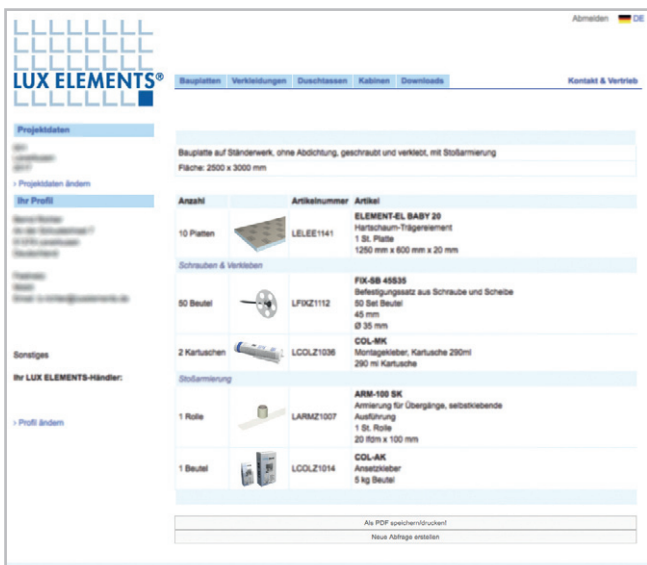 Abmelden DE
LUX ELEMENTS®
Bauplatten Verkleidungen Duschtassen Kabinen Downloads Kontakt & Vertrieb
Projektdaten
› Projektdaten ändern
Ihr Profil
Sonstiges
Ihr LUX ELEMENTS-Händler:
› Profil ändern
Bauplatte auf Ständerwerk, ohne Abdichtung, geschraubt und verklebt, mit Stoßarmierung
Fläche: 2500 x 3000 mm
Anzahl Artikelnummer Artikel
10 Platten LELEE1141 ELEMENT-EL BABY 20
Hartschaum-Trägerelement
1 St. Platte
1250 mm x 600 mm x 20 mm
Schrauben & Verkleben
50 Beutel LFIXZ1112 FIX-SB 45S35
Befestigungssatz aus Schraube und Scheibe
50 Set Beutel
45 mm
Ø 35 mm
2 Kartuschen LCOLZ1036 COL-MK
Montagekleber, Kartusche 290ml
290 ml Kartusche
Stoßarmierung
1 Rolle LARMZ1007 ARM-100 SK
Armierung für Übergänge, selbstklebende
Ausführung
1 St. Rolle
20 lfdm x 100 mm
1 Beutel LCOLZ1014 COL-AK
Ansetzkleber
5 kg Beutel
Als PDF speichern/drucken!
Neue Abfrage erstellen